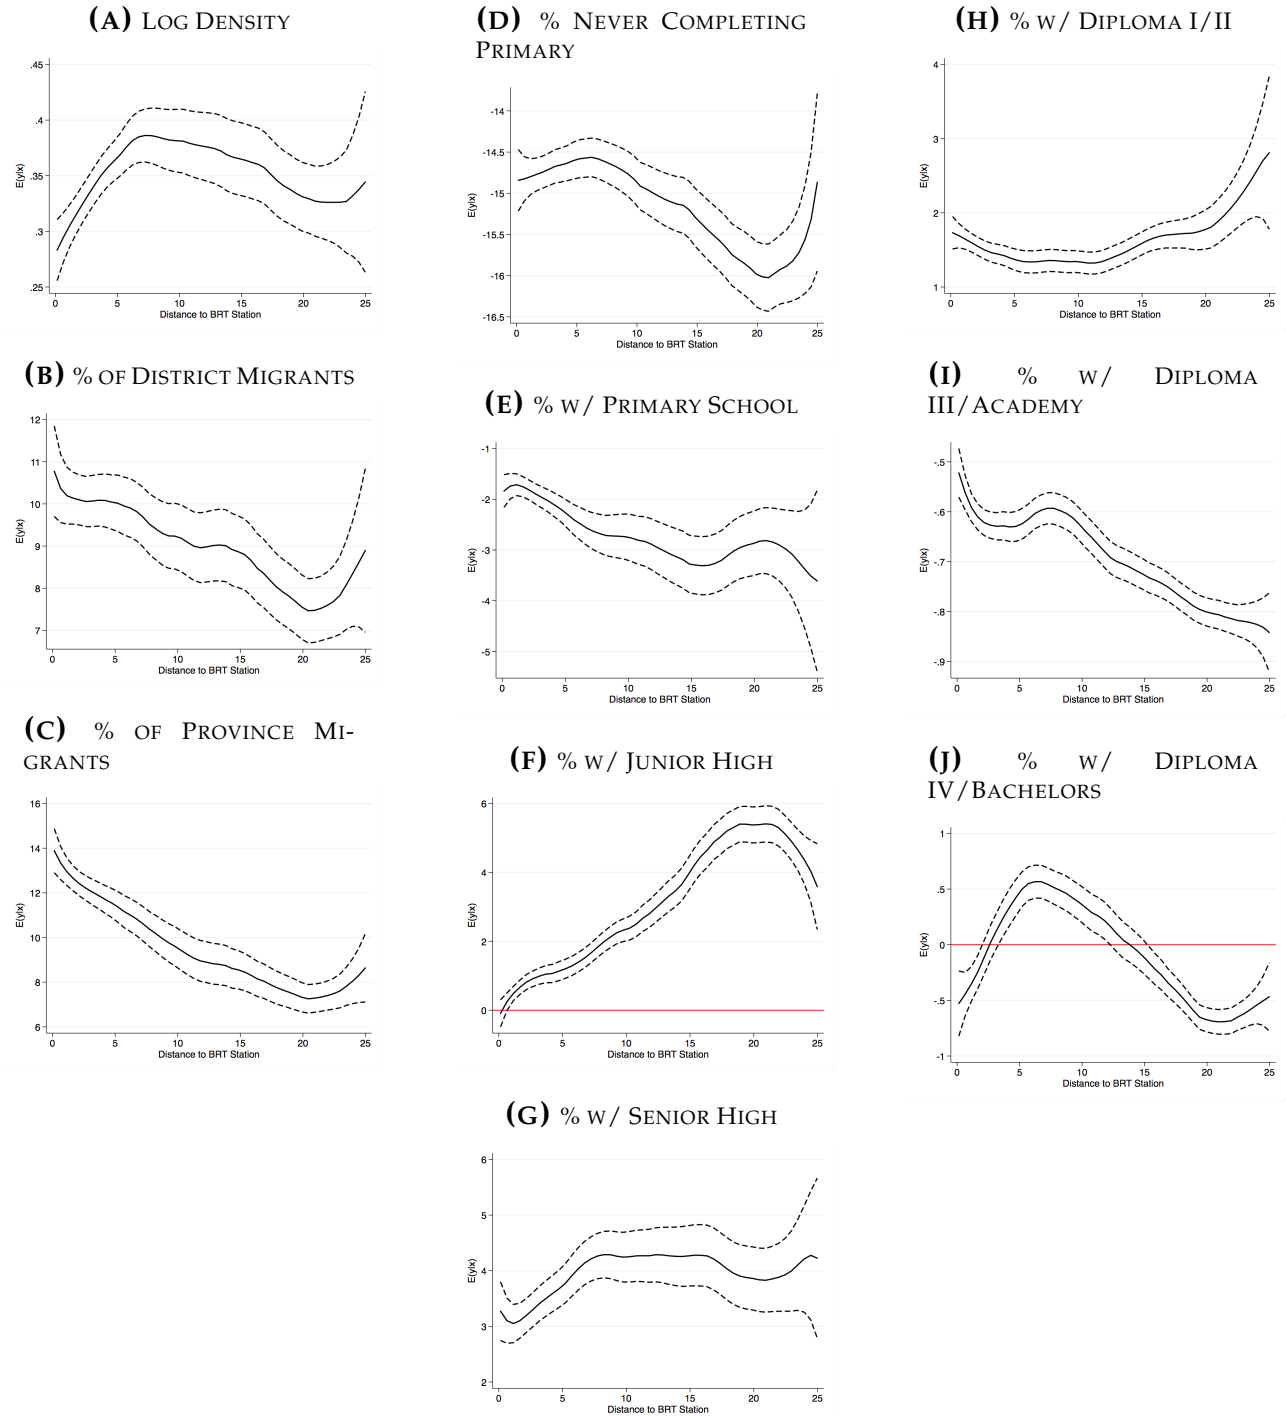 (A) LOG DENSITY
.45
.4
.35
.3
.25
E(y|x)
0 5 10 15 20 25
Distance to BRT Station
(B) % OF DISTRICT MIGRANTS
12
11
10
9
8
7
E(y|x)
0 5 10 15 20 25
Distance to BRT Station
(C) % OF PROVINCE MI-
GRANTS
16
14
12
10
8
6
E(y|x)
0 5 10 15 20 25
Distance to BRT Station
(D) % NEVER COMPLETING
PRIMARY
-14
-14.5
-15
-15.5
-16
-16.5
E(y|x)
0 5 10 15 20 25
Distance to BRT Station
(E) % W/ PRIMARY SCHOOL
-1
-2
-3
-4
-5
E(y|x)
0 5 10 15 20 25
Distance to BRT Station
(F) % W/ JUNIOR HIGH
6
4
2
0
E(y|x)
0 5 10 15 20 25
Distance to BRT Station
(G) % W/ SENIOR HIGH
6
5
4
3
2
E(y|x)
0 5 10 15 20 25
Distance to BRT Station
(H) % W/ DIPLOMA I/II
4
3
2
1
E(y|x)
0 5 10 15 20 25
Distance to BRT Station
(I) % W/ DIPLOMA
III/ACADEMY
-.5
-.6
-.7
-.8
-.9
E(y|x)
0 5 10 15 20 25
Distance to BRT Station
(J) % W/ DIPLOMA
IV/BACHELORS
1
.5
0
-.5
-1
E(y|x)
0 5 10 15 20 25
Distance to BRT Station